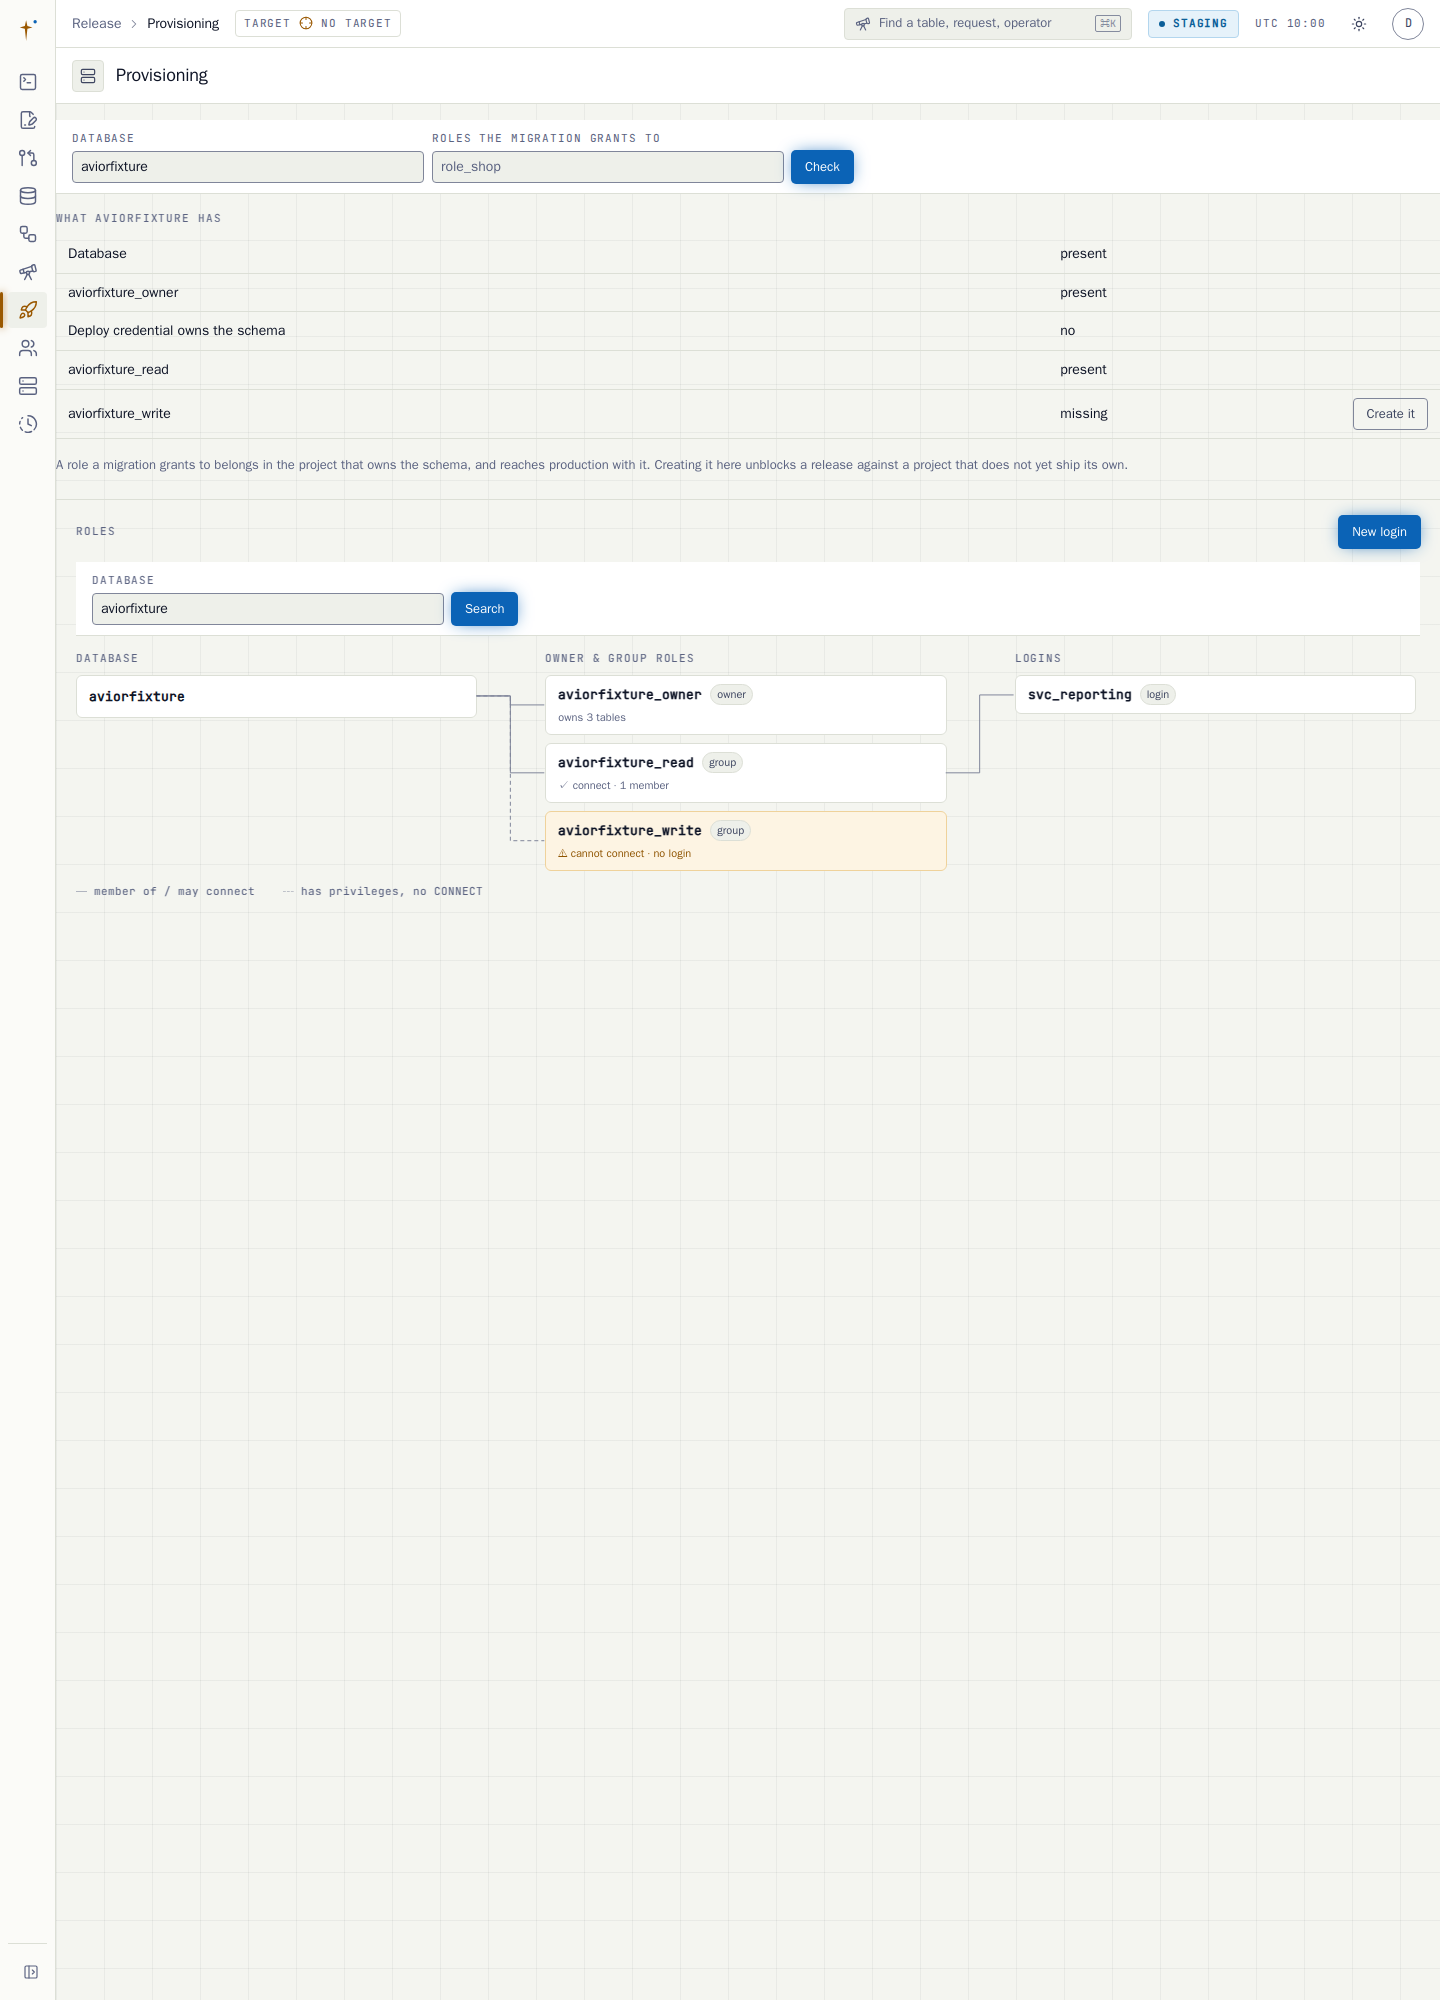 Release > Provisioning
TARGET NO TARGET
Find a table, request, operator ⌘K
STAGING
UTC 10:00
D
Provisioning
DATABASE
aviorfixture
ROLES THE MIGRATION GRANTS TO
role_shop
Check
WHAT AVIORFIXTURE HAS
Database present
aviorfixture_owner present
Deploy credential owns the schema no
aviorfixture_read present
aviorfixture_write missing Create it
A role a migration grants to belongs in the project that owns the schema, and reaches production with it. Creating it here unblocks a release against a project that does not yet ship its own.
ROLES
New login
DATABASE
aviorfixture
Search
DATABASE
aviorfixture
OWNER & GROUP ROLES
aviorfixture_owner owner
owns 3 tables
aviorfixture_read group
✓ connect · 1 member
aviorfixture_write group
⚠ cannot connect · no login
LOGINS
svc_reporting login
— member of / may connect
┄ has privileges, no CONNECT